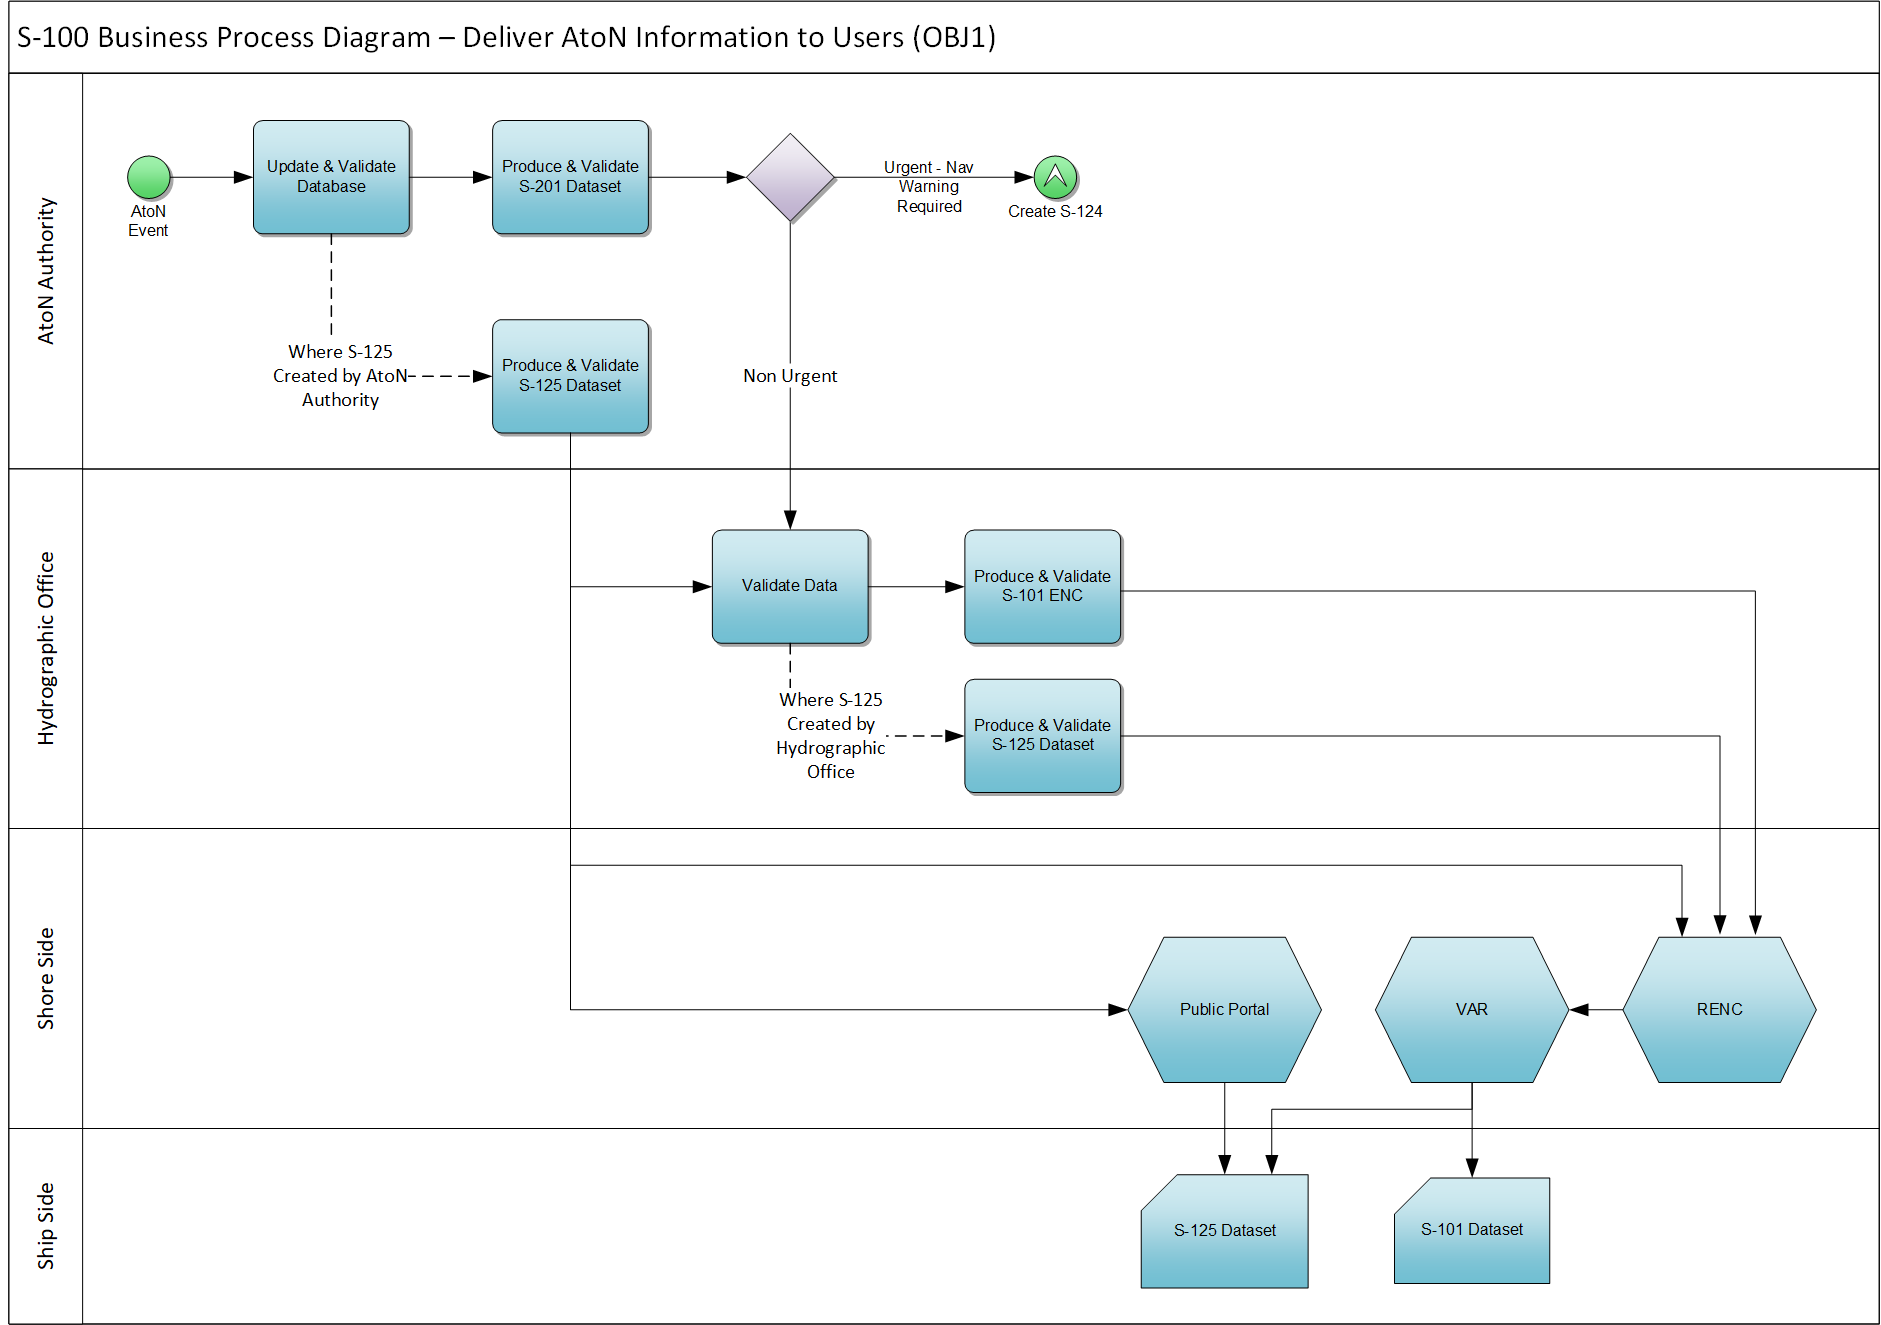 S-100 Business Process Diagram – Deliver AtoN Information to Users (OBJ1)
AtoN Authority
AtoN
Event
Update & Validate
Database
Produce & Validate
S-201 Dataset
Urgent - Nav
Warning
Required
Create S-124
Where S-125
Created by AtoN
Authority
Produce & Validate
S-125 Dataset
Non Urgent
Hydrographic Office
Validate Data
Produce & Validate
S-101 ENC
Where S-125
Created by
Hydrographic
Office
Produce & Validate
S-125 Dataset
Shore Side
Public Portal
VAR
RENC
Ship Side
S-125 Dataset
S-101 Dataset